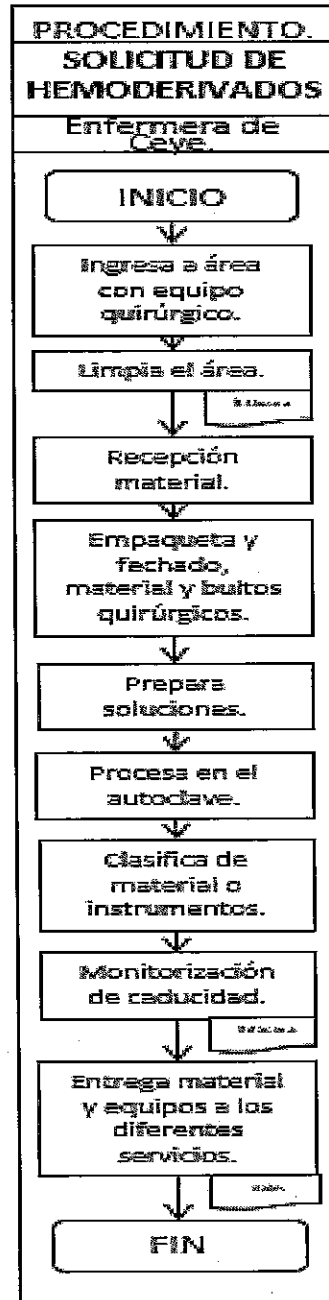 PROCEDIMIENTO.
SOLICITUD DE
HEMODERIVADOS
Enfermera de
Ceye.
INICIO
Ingresa a área
con equipo
quirúrgico.
Limpia el área.
Recepción
material.
Empaqueta y
fechado,
material y bultos
quirúrgicos.
Prepara
soluciones.
Procesa en el
autoclave.
Clasifica de
material o
instrumentos.
Monitorización
de caducidad.
Entrega material
y equipos a los
diferentes
servicios.
FIN